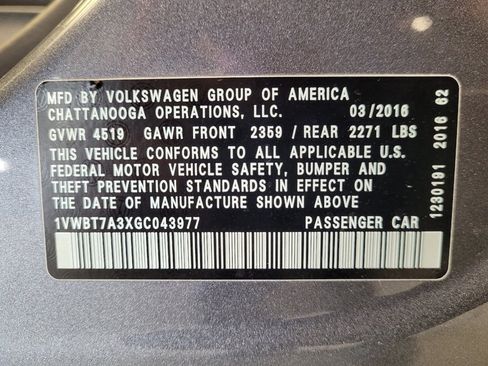 MFD BY VOLKSWAGEN GROUP OF AMERICA
CHATTANOOGA OPERATIONS, LLC. 03/2016
GVWR 4519 GAWR FRONT 2359 / REAR 2271 LBS
THIS VEHICLE CONFORMS TO ALL APPLICABLE U.S.
FEDERAL MOTOR VEHICLE SAFETY, BUMPER AND
THEFT PREVENTION STANDARDS IN EFFECT ON
THE DATE OF MANUFACTURE SHOWN ABOVE
1VWBT7A3XGC043977 PASSENGER CAR
1230191 2016 62